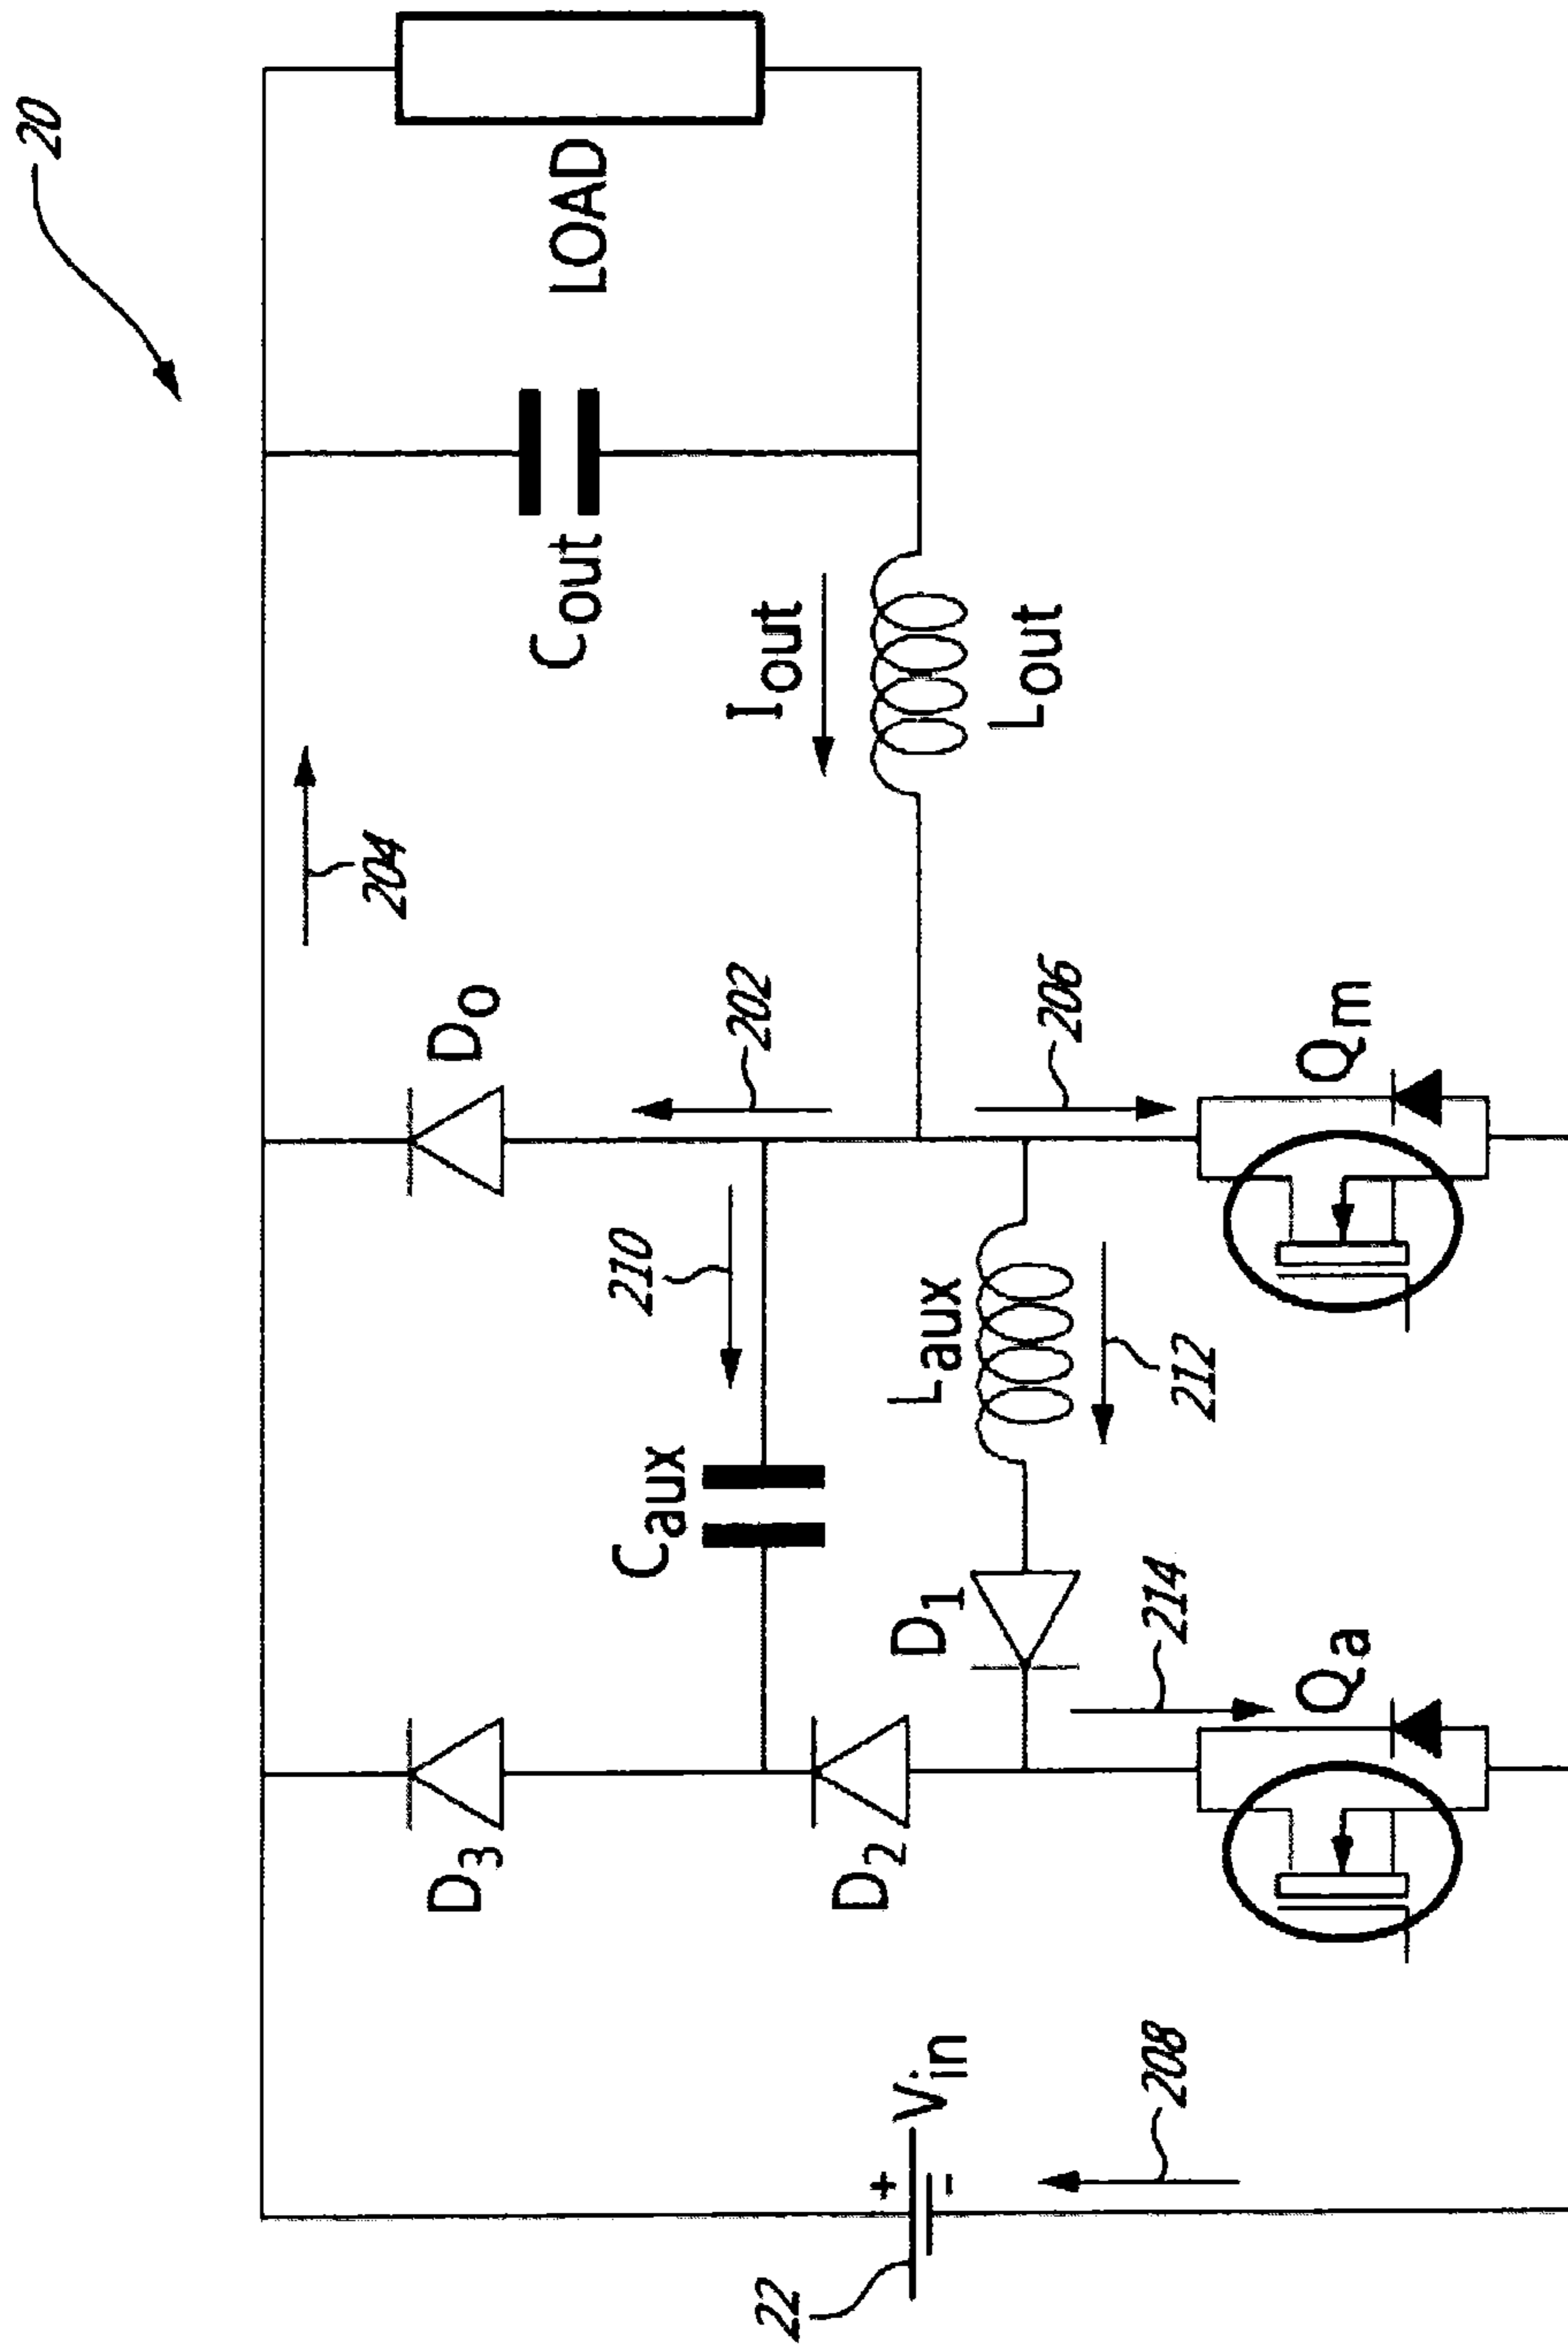 20
LOAD
Cout
Iout
Lout
204
Do
202
206
Qm
210
Caux
Laux
212
D1
D3
D2
214
Qa
Vin
+
-
208
22